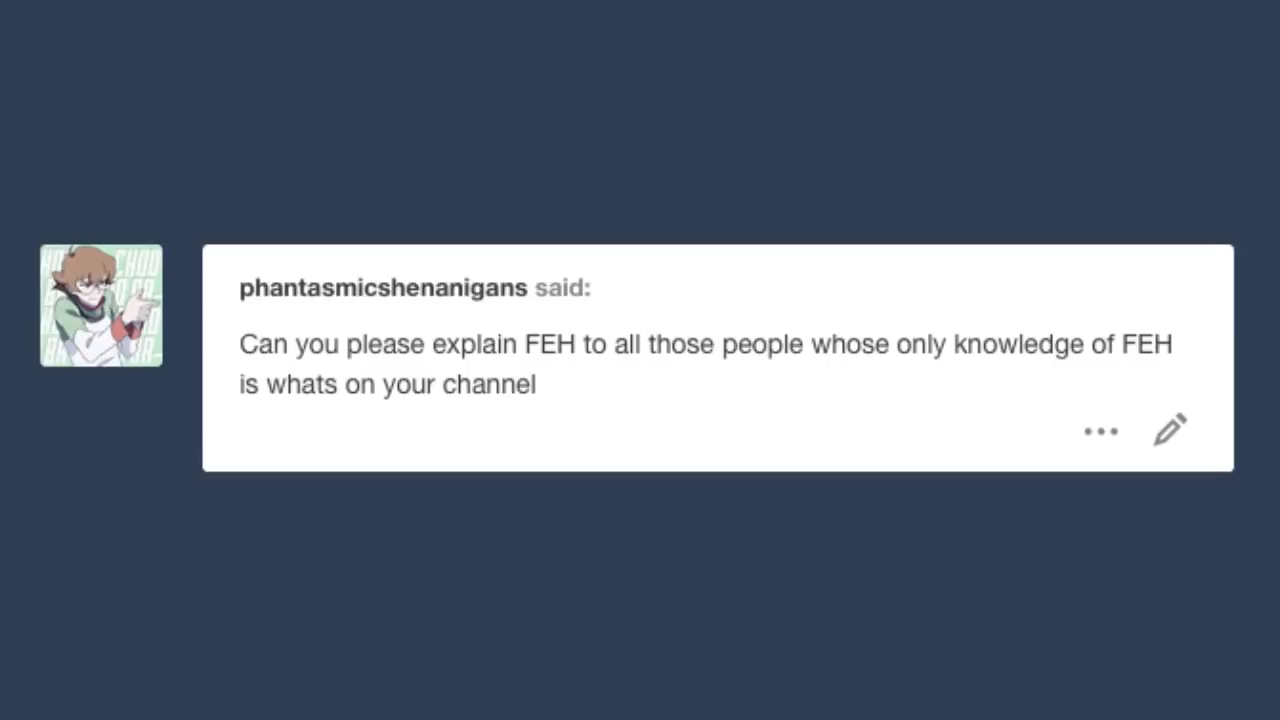 phantasmicshenanigans said:
Can you please explain FEH to all those people whose only knowledge of FEH
is whats on your channel